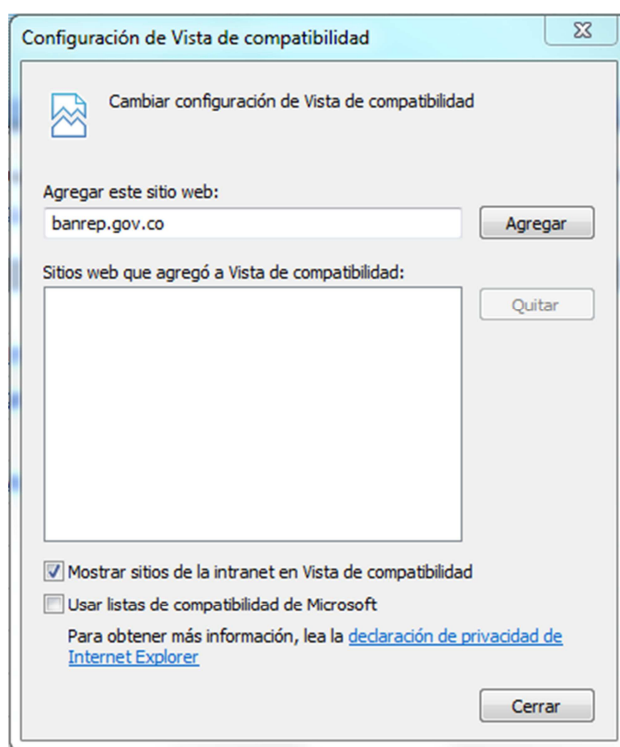 Configuración de Vista de compatibilidad
Cambiar configuración de Vista de compatibilidad
Agregar este sitio web:
banrep.gov.co
Agregar
Sitios web que agregó a Vista de compatibilidad:
Quitar
Mostrar sitios de la intranet en Vista de compatibilidad
Usar listas de compatibilidad de Microsoft
Para obtener más información, lea la declaración de privacidad de
Internet Explorer
Cerrar